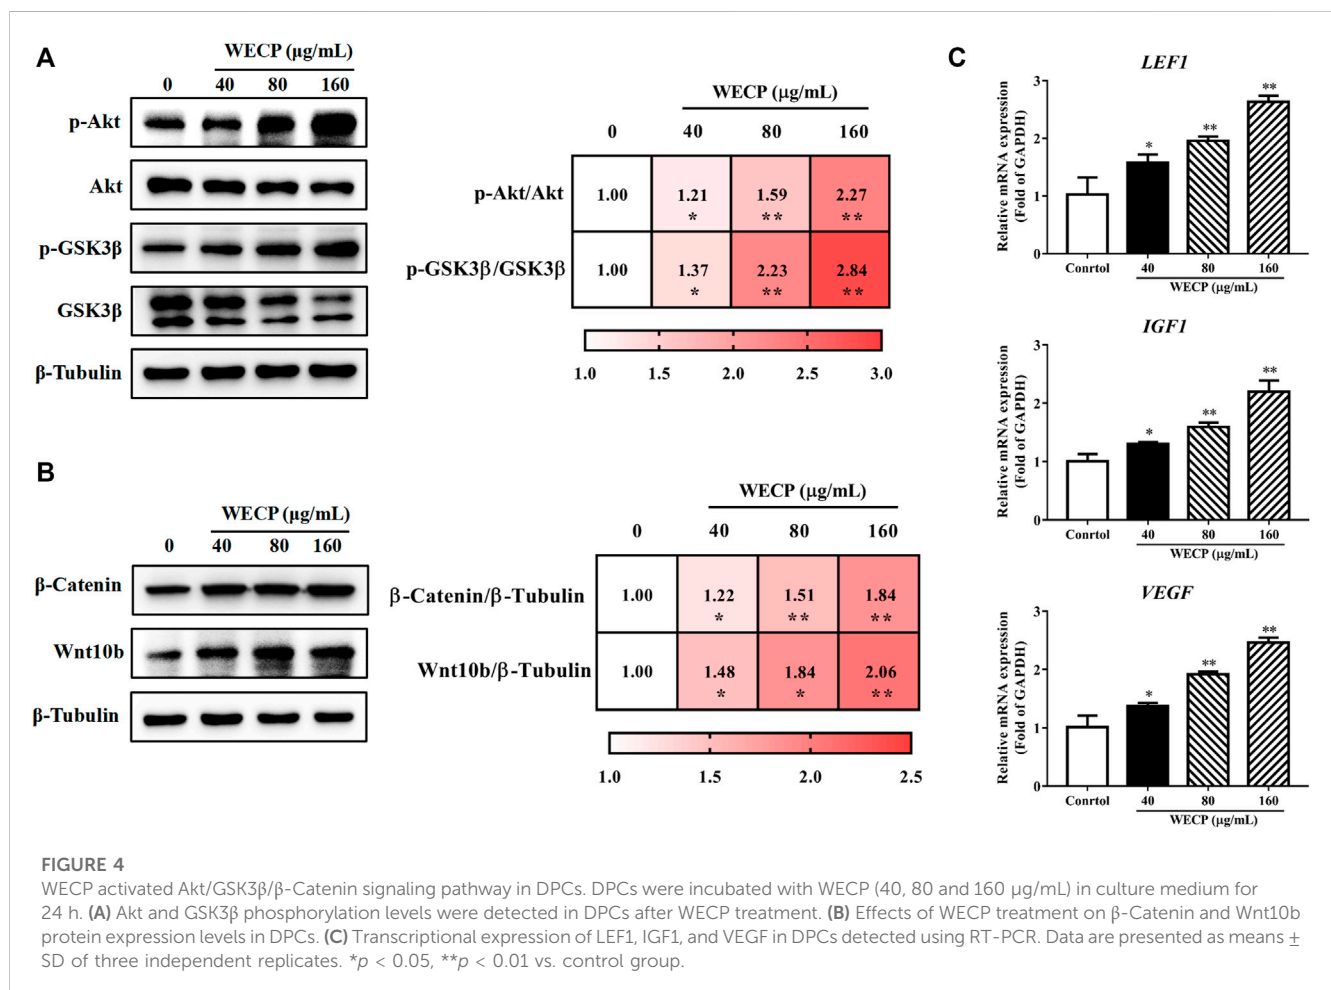 A
WECP (μg/mL)
0 40 80 160
p-Akt
Akt
p-GSK3β
GSK3β
β-Tubulin
WECP (μg/mL)
0 40 80 160
p-Akt/Akt 1.00 1.21 1.59 2.27
* ** **
p-GSK3β/GSK3β 1.00 1.37 2.23 2.84
* ** **
1.0 1.5 2.0 2.5 3.0
B
WECP (μg/mL)
0 40 80 160
β-Catenin
Wnt10b
β-Tubulin
WECP (μg/mL)
0 40 80 160
β-Catenin/β-Tubulin 1.00 1.22 1.51 1.84
* ** **
Wnt10b/β-Tubulin 1.00 1.48 1.84 2.06
* * **
1.0 1.5 2.0 2.5
C
LEF1
Relative mRNA expression
(Fold of GAPDH)
3
2
1
0
* ** **
Conrtol 40 80 160
WECP (μg/mL)
IGF1
Relative mRNA expression
(Fold of GAPDH)
3
2
1
0
* ** **
Conrtol 40 80 160
WECP (μg/mL)
VEGF
Relative mRNA expression
(Fold of GAPDH)
3
2
1
0
* ** **
Conrtol 40 80 160
WECP (μg/mL)
FIGURE 4
WECP activated Akt/GSK3β/β-Catenin signaling pathway in DPCs. DPCs were incubated with WECP (40, 80 and 160 μg/mL) in culture medium for
24 h. (A) Akt and GSK3β phosphorylation levels were detected in DPCs after WECP treatment. (B) Effects of WECP treatment on β-Catenin and Wnt10b
protein expression levels in DPCs. (C) Transcriptional expression of LEF1, IGF1, and VEGF in DPCs detected using RT-PCR. Data are presented as means ±
SD of three independent replicates. *p < 0.05, **p < 0.01 vs. control group.